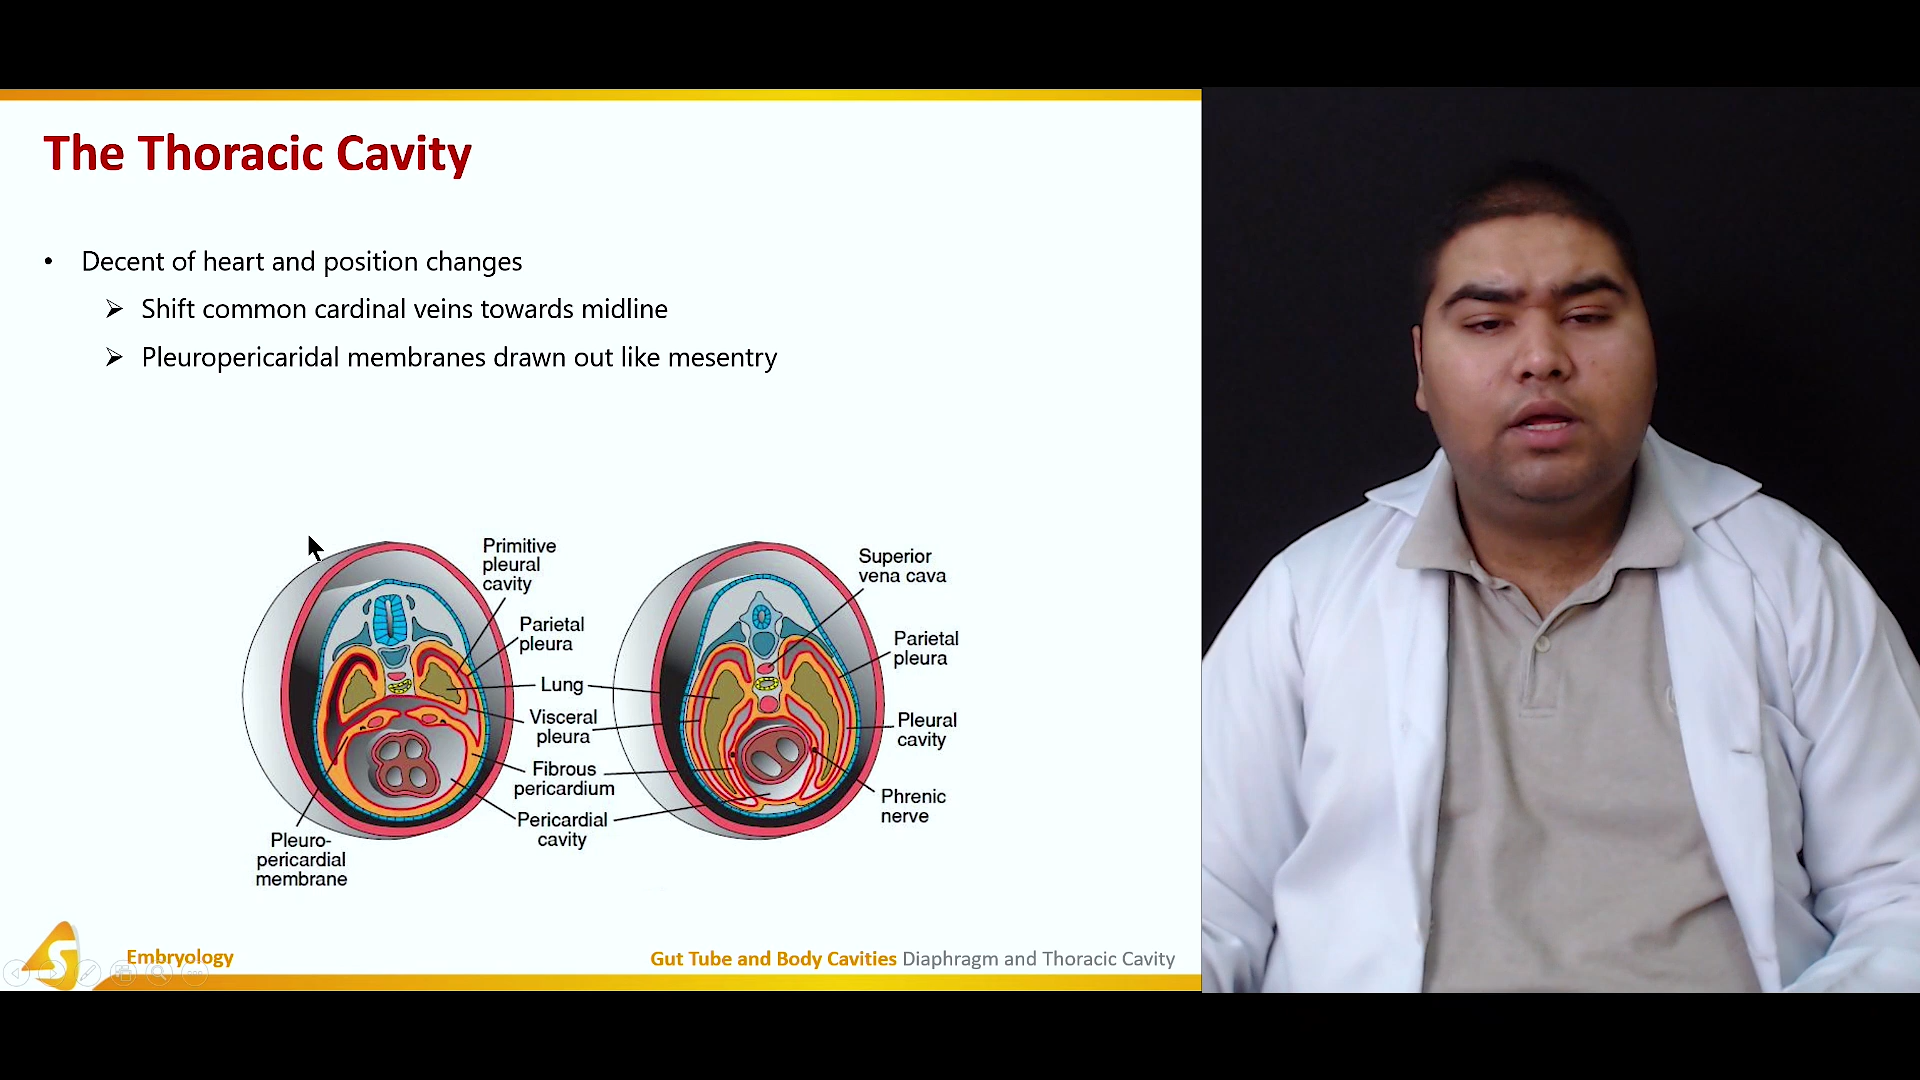 The Thoracic Cavity
• Decent of heart and position changes
➢ Shift common cardinal veins towards midline
➢ Pleuropericaridal membranes drawn out like mesentry
Primitive
pleural
cavity
Parietal
pleura
Lung
Visceral
pleura
Fibrous
pericardium
Pericardial
cavity
Pleuro-
pericardial
membrane
Superior
vena cava
Parietal
pleura
Pleural
cavity
Phrenic
nerve
S
Embryology
Gut Tube and Body Cavities Diaphragm and Thoracic Cavity